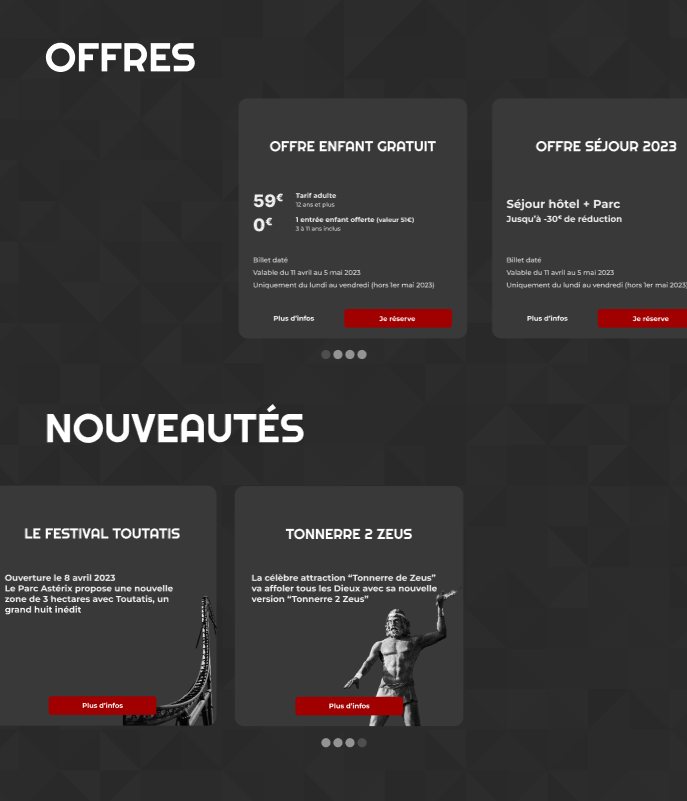 OFFRES
OFFRE ENFANT GRATUIT
59€ Tarif adulte
12 ans et plus
0€ 1 entrée enfant offerte (valeur 51€)
3 à 11 ans inclus
Billet daté
Valable du 11 avril au 5 mai 2023
Uniquement du lundi au vendredi (hors 1er mai 2023)
Plus d'infos
Je réserve
OFFRE SÉJOUR 2023
Séjour hôtel + Parc
Jusqu'à -30€ de réduction
Billet daté
Valable du 11 avril au 5 mai 2023
Uniquement du lundi au vendredi (hors 1er mai 2023)
Plus d'infos
Je réserve
NOUVEAUTÉS
LE FESTIVAL TOUTATIS
Ouverture le 8 avril 2023
Le Parc Astérix propose une nouvelle
zone de 3 hectares avec Toutatis, un
grand huit inédit
Plus d'infos
TONNERRE 2 ZEUS
La célèbre attraction “Tonnerre de Zeus”
va affoler tous les Dieux avec sa nouvelle
version “Tonnerre 2 Zeus”
Plus d'infos